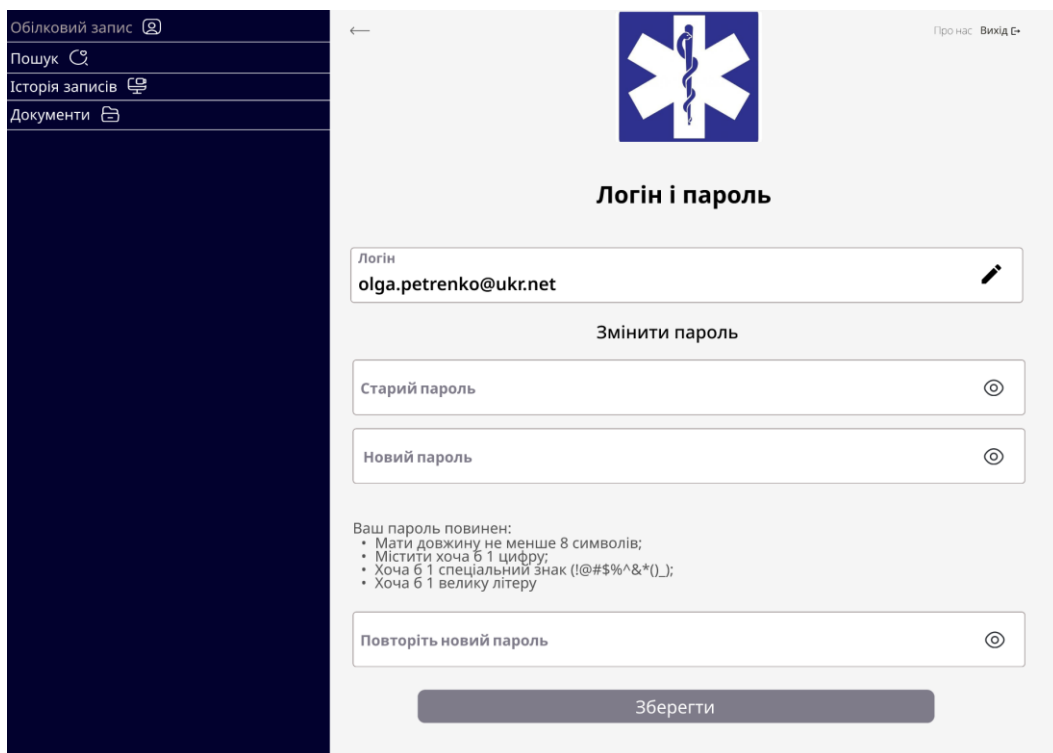 Обілковий запис
Пошук
Історія записів
Документи
Про нас Вихід
Логін і пароль
Логін
olga.petrenko@ukr.net
Змінити пароль
Старий пароль
Новий пароль
Ваш пароль повинен:
• Мати довжину не менше 8 символів;
• Містити хоча б 1 цифру;
• Хоча б 1 спеціальний знак (!@#$%^&*()_);
• Хоча б 1 велику літеру
Повторіть новий пароль
Зберегти